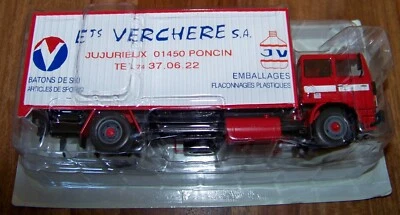 ETS VERCHERE S.A.
JUJURIEUX 01450 PONCIN
TEL 74 37.06.22
V
JV
BATONS DE SKI
ARTICLES DE SPORTS
EMBALLAGES
FLACONNAGES PLASTIQUES